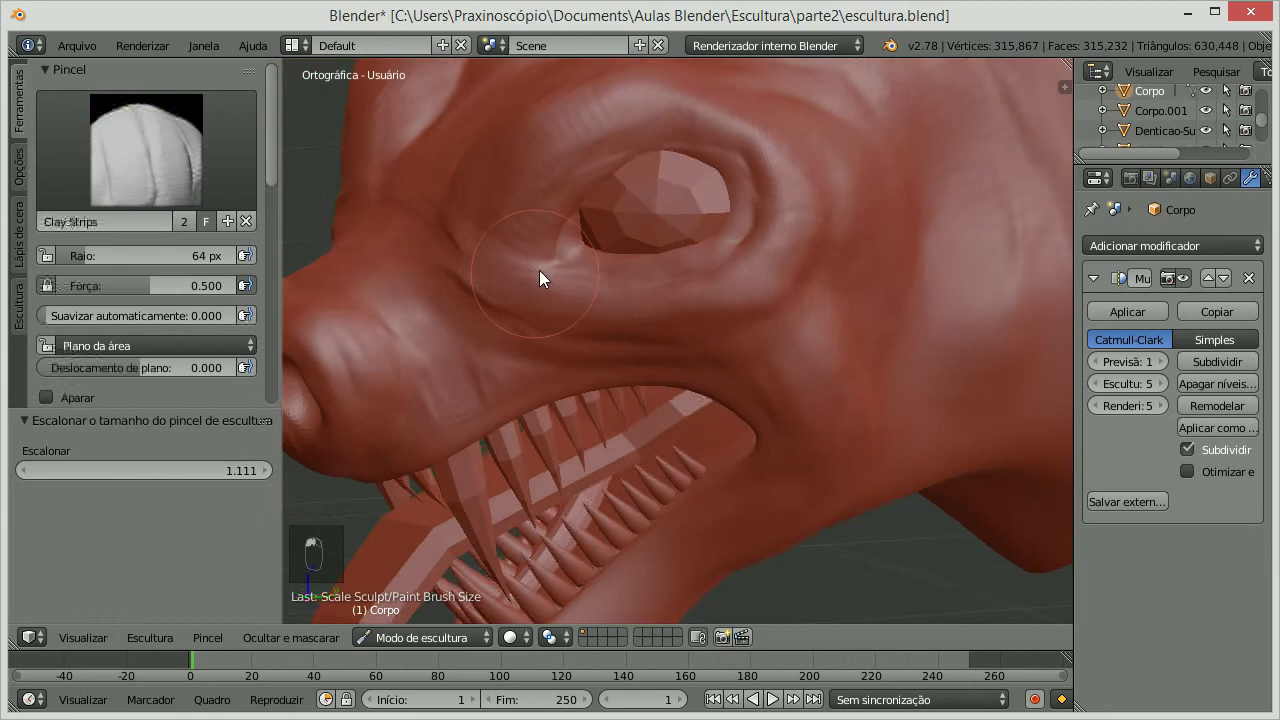 Blender* [C:\Users\Praxinoscópio\Documents\Aulas Blender\Escultura\parte2\escultura.blend]
Arquivo Renderizar Janela Ajuda Default Scene Renderizador interno Blender v2.78 | Vértices: 315,867 | Faces: 315,232 | Triângulos: 630,448 | Obje
Ferramentas
Opções
Lápis de cera
Escultura
Pincel
Clay Strips 2 F
Raio: 64 px
Força: 0.500
Suavizar automaticamente: 0.000
Plano da área
Deslocamento de plano: 0.000
Aparar
Escalonar o tamanho do pincel de escultura
Escalonar
1.111
Ortográfica - Usuário
Last: Scale Sculpt/Paint Brush Size
(1) Corpo
Visualizar Pesquisar To
Corpo
Corpo.001
Denticao-Su
Corpo
Adicionar modificador
Mu
Aplicar Copiar
Catmull-Clark Simples
Previsã: 1 Subdividir
Escultu: 5 Apagar níveis...
Renderi: 5 Remodelar
Aplicar como ...
Subdividir
Otimizar e
Salvar extern...
Visualizar Escultura Pincel Ocultar e mascarar Modo de escultura
-40 -20 0 20 40 60 80 100 120 140 160 180 200 220 240 260
Visualizar Marcador Quadro Reproduzir Início: 1 Fim: 250 1 Sem sincronização